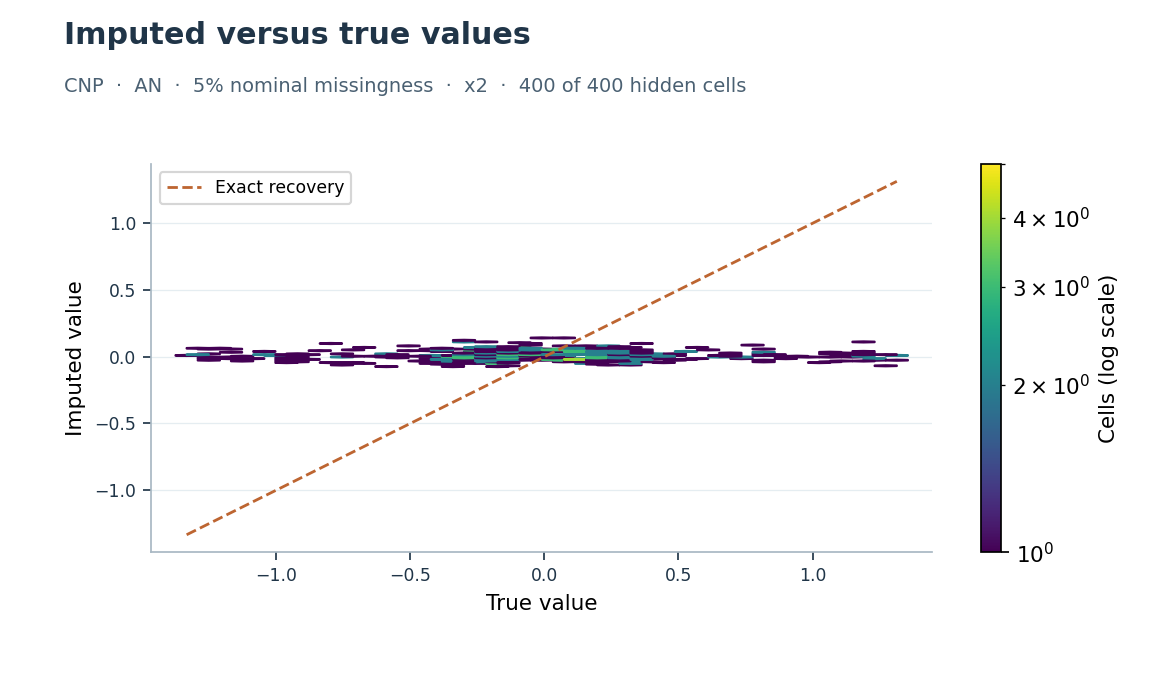 Imputed versus true values
CNP · AN · 5% nominal missingness · x2 · 400 of 400 hidden cells
Exact recovery
1.0
0.5
0.0
−0.5
−1.0
Imputed value
−1.0
−0.5
0.0
0.5
1.0
True value
4 × 10⁰
3 × 10⁰
2 × 10⁰
10⁰
Cells (log scale)